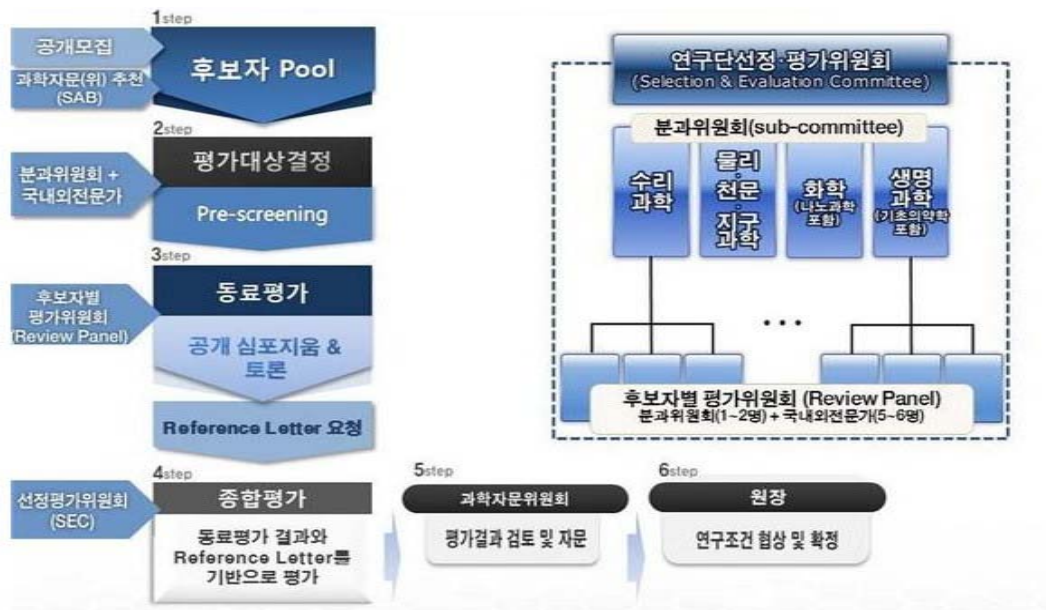 1step
공개모집
과학자문(위) 추천
(SAB)
후보자 Pool
2step
분과위원회 +
국내외전문가
평가대상결정
Pre-screening
3step
후보자별
평가위원회
(Review Panel)
동료평가
공개 심포지움 &
토론
Reference Letter 요청
4step
선정평가위원회
(SEC)
종합평가
동료평가 결과와
Reference Letter를
기반으로 평가
5step
과학자문위원회
평가결과 검토 및 자문
6step
원장
연구조건 협상 및 확정
연구단선정·평가위원회
(Selection & Evaluation Committee)
분과위원회(sub-committee)
수리
과학
물리
·
천문
·
지구
과학
화학
(나노과학
포함)
생명
과학
(기초의약학
포함)
...
후보자별 평가위원회 (Review Panel)
분과위원회(1~2명) + 국내외전문가(5~6명)